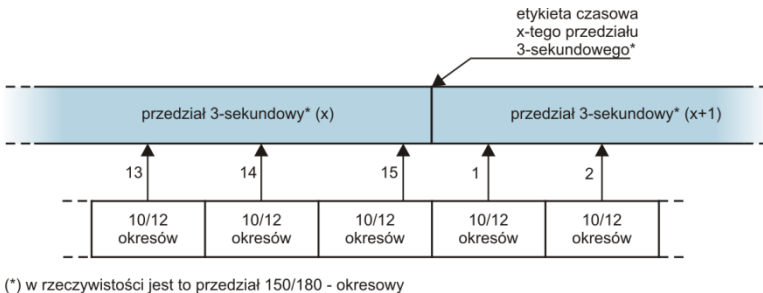 etykieta czasowa
x-tego przedziału
3-sekundowego*
przedział 3-sekundowy* (x)
przedział 3-sekundowy* (x+1)
13
14
15
1
2
10/12
okresów
10/12
okresów
10/12
okresów
10/12
okresów
10/12
okresów
(*) w rzeczywistości jest to przedział 150/180 - okresowy